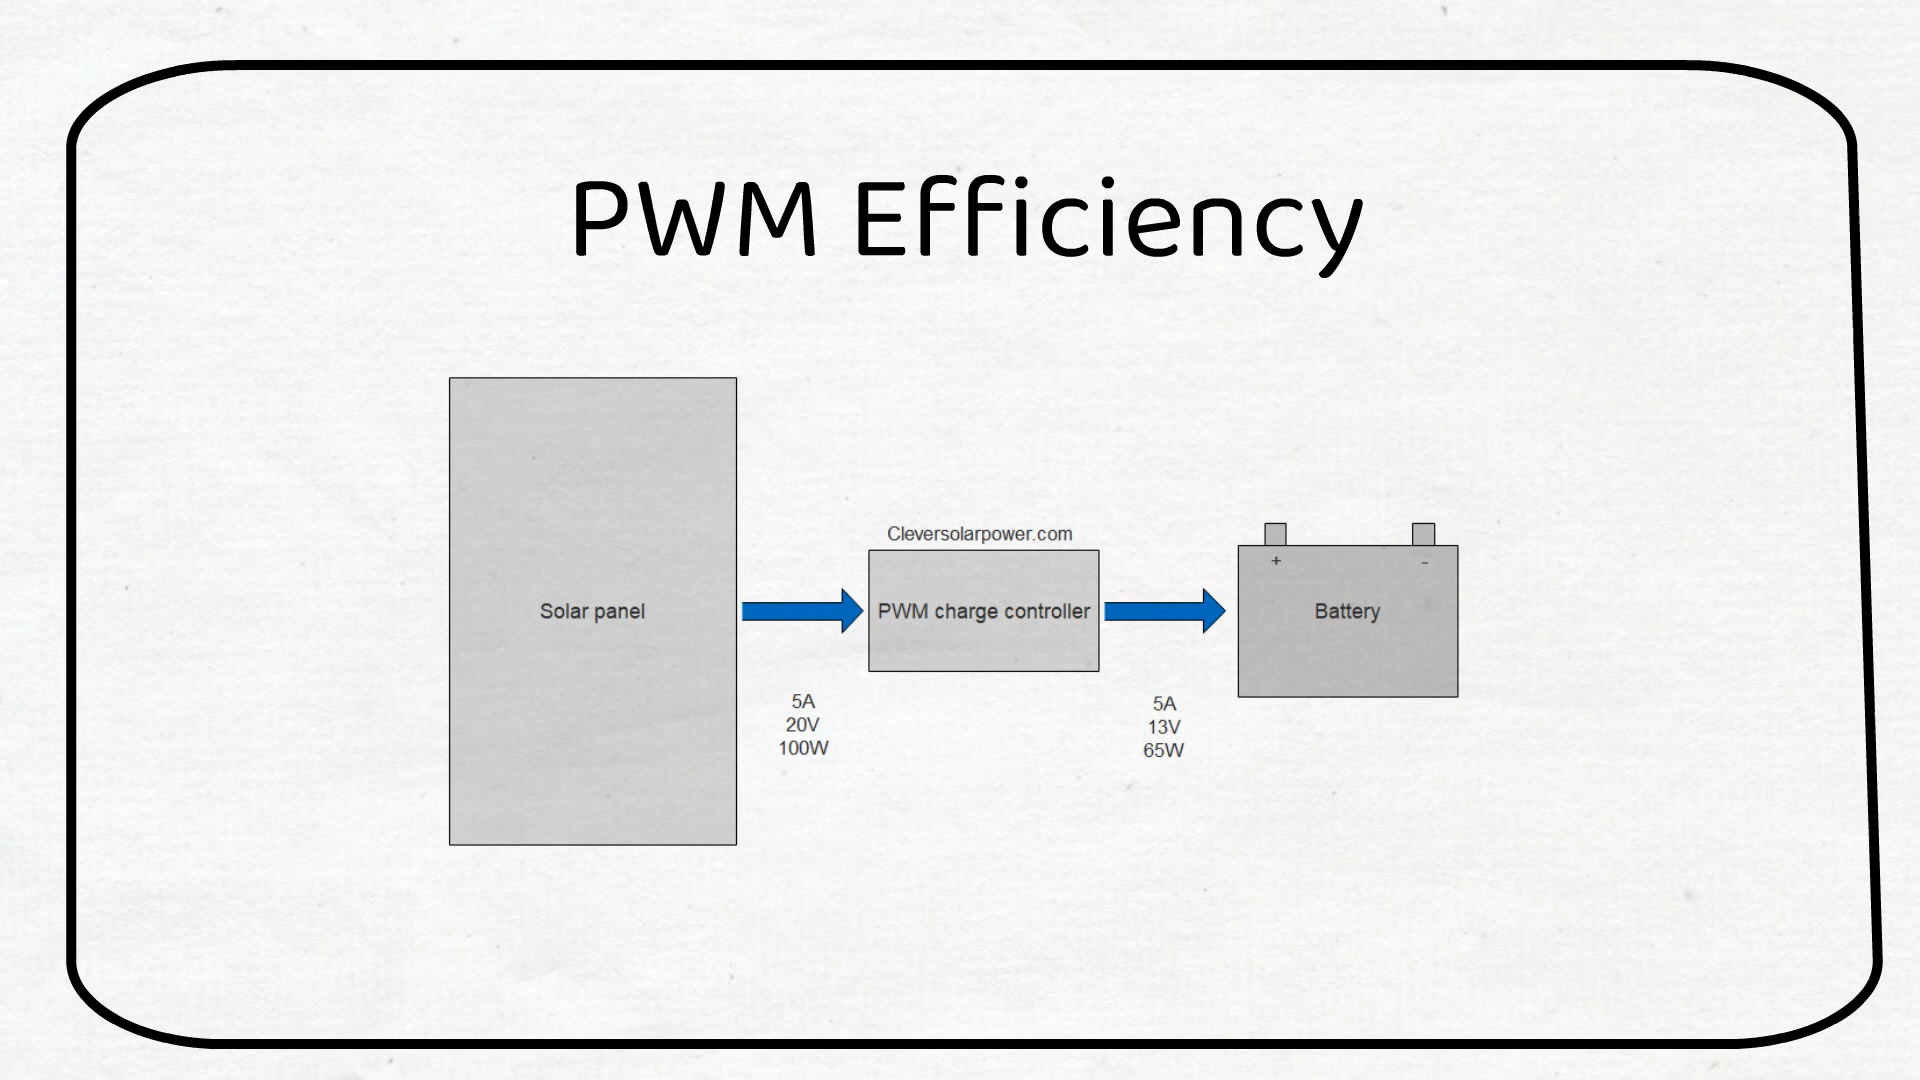 PWM Efficiency
Cleversolarpower.com
Solar panel
PWM charge controller
+
-
Battery
5A
20V
100W
5A
13V
65W